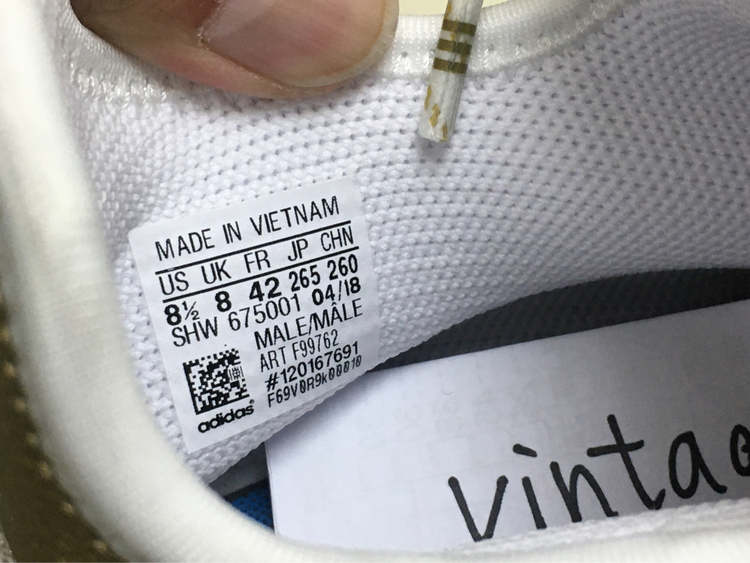 MADE IN VIETNAM
US UK FR JP CHN
8½ 8 42 265 260
SHW 675001 04/18
MALE/MÂLE
ART F99762
#120167691
F69V0R9k00010
adidas